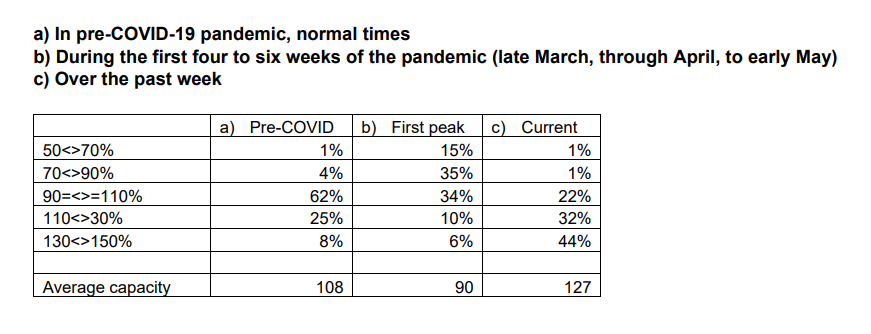 a) In pre-COVID-19 pandemic, normal times
b) During the first four to six weeks of the pandemic (late March, through April, to early May)
c) Over the past week
a) Pre-COVID b) First peak c) Current
50<>70% 1% 15% 1%
70<>90% 4% 35% 1%
90=<>=110% 62% 34% 22%
110<>30% 25% 10% 32%
130<>150% 8% 6% 44%
Average capacity 108 90 127